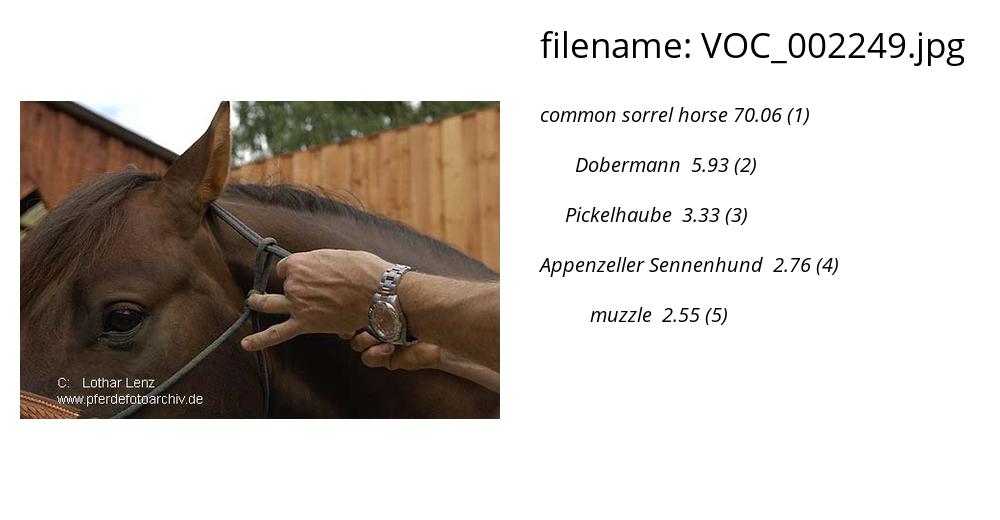 filename: VOC_002249.jpg
common sorrel horse 70.06 (1)
Dobermann 5.93 (2)
Pickelhaube 3.33 (3)
Appenzeller Sennenhund 2.76 (4)
muzzle 2.55 (5)
C: Lothar Lenz
www.pferdefotoarchiv.de